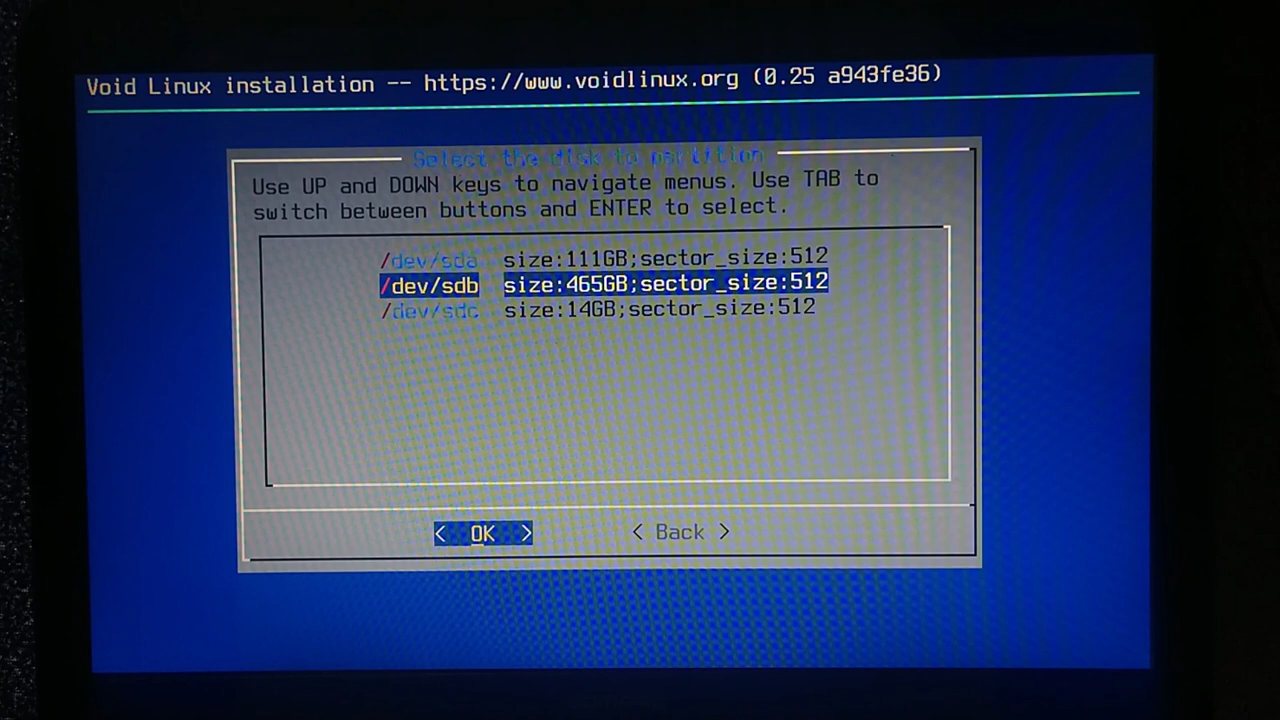 Void Linux installation -- https://www.voidlinux.org (0.25 a943fe36)
Select the disk to partition
Use UP and DOWN keys to navigate menus. Use TAB to
switch between buttons and ENTER to select.
/dev/sda size:111GB;sector_size:512
/dev/sdb size:465GB;sector_size:512
/dev/sdc size:14GB;sector_size:512
< OK > < Back >